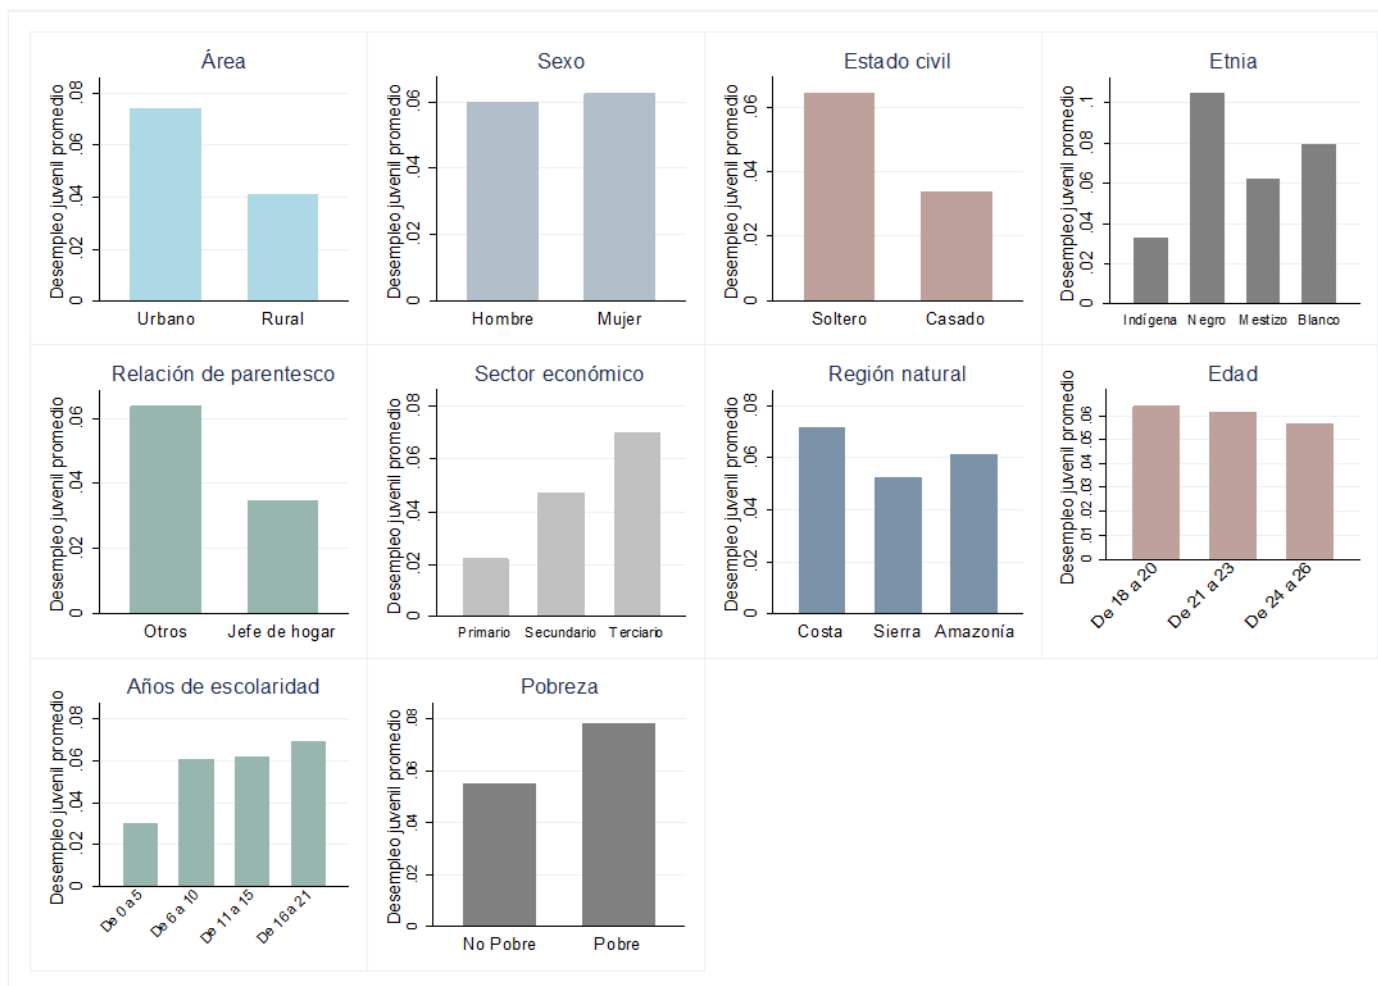 Área
Desempleo juvenil promedio
.08
.06
.04
.02
0
Urbano Rural
Sexo
Desempleo juvenil promedio
.06
.04
.02
0
Hombre Mujer
Estado civil
Desempleo juvenil promedio
.06
.04
.02
0
Soltero Casado
Etnia
Desempleo juvenil promedio
.1
.08
.06
.04
.02
0
Indígena Negro Mestizo Blanco
Relación de parentesco
Desempleo juvenil promedio
.06
.04
.02
0
Otros Jefe de hogar
Sector económico
Desempleo juvenil promedio
.08
.06
.04
.02
0
Primario Secundario Terciario
Región natural
Desempleo juvenil promedio
.08
.06
.04
.02
0
Costa Sierra Amazonía
Edad
Desempleo juvenil promedio
.06
.05
.04
.03
.02
.01
0
De 18 a 20 De 21 a 23 De 24 a 26
Años de escolaridad
Desempleo juvenil promedio
.08
.06
.04
.02
0
De 0 a 5 De 6 a 10 De 11 a 15 De 16 a 21
Pobreza
Desempleo juvenil promedio
.08
.06
.04
.02
0
No Pobre Pobre